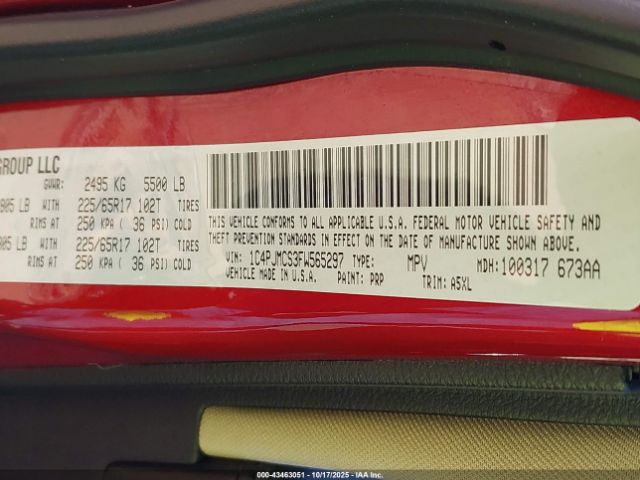 GROUP LLC
GVWR: 2495 KG 5500 LB
905 LB WITH 225/65R17 102T TIRES
RIMS AT 250 KPA ( 36 PSI) COLD
905 LB WITH 225/65R17 102T TIRES
RIMS AT 250 KPA ( 36 PSI) COLD
THIS VEHICLE CONFORMS TO ALL APPLICABLE U.S.A. FEDERAL MOTOR VEHICLE SAFETY AND
THEFT PREVENTION STANDARDS IN EFFECT ON THE DATE OF MANUFACTURE SHOWN ABOVE.
VIN: 1C4PJMCS3FW565297 TYPE: MPV MDH: 100317 673AA
VEHICLE MADE IN U.S.A. PAINT: PRP TRIM: A5XL
00-43463051 | 10/17/2025 | IAA Inc.